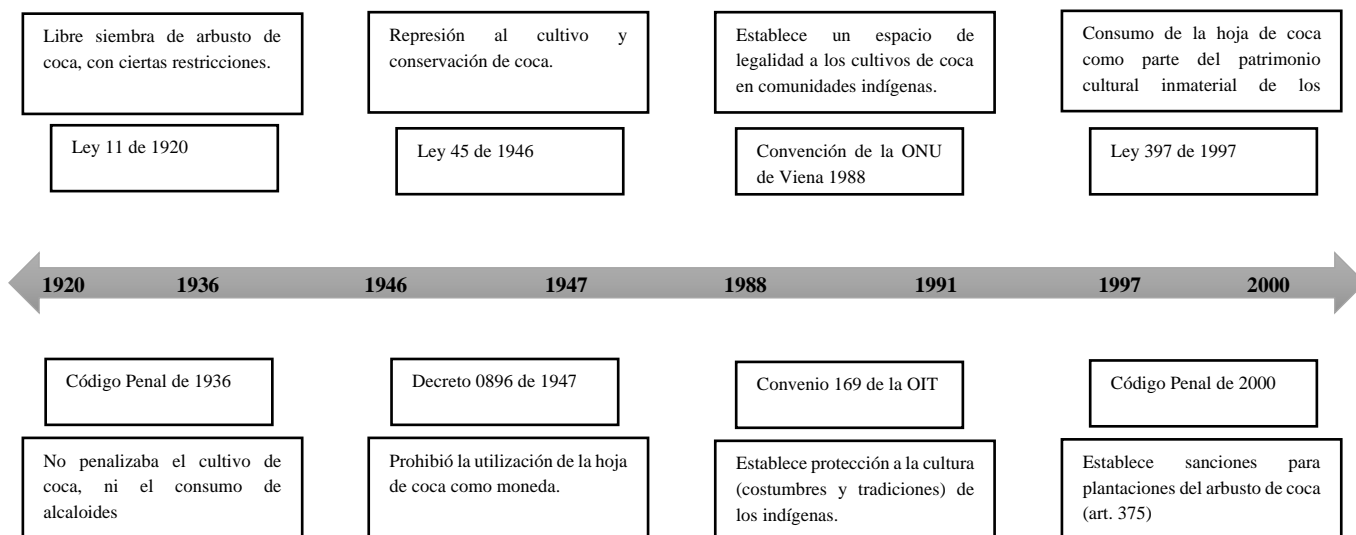 Libre siembra de arbusto de
coca, con ciertas restricciones.
Ley 11 de 1920
Represión al cultivo y
conservación de coca.
Ley 45 de 1946
Establece un espacio de
legalidad a los cultivos de coca
en comunidades indígenas.
Convención de la ONU
de Viena 1988
Consumo de la hoja de coca
como parte del patrimonio
cultural inmaterial de los
Ley 397 de 1997
1920 1936 1946 1947 1988 1991 1997 2000
Código Penal de 1936
No penalizaba el cultivo de
coca, ni el consumo de
alcaloides
Decreto 0896 de 1947
Prohibió la utilización de la hoja
de coca como moneda.
Convenio 169 de la OIT
Establece protección a la cultura
(costumbres y tradiciones) de
los indígenas.
Código Penal de 2000
Establece sanciones para
plantaciones del arbusto de coca
(art. 375)